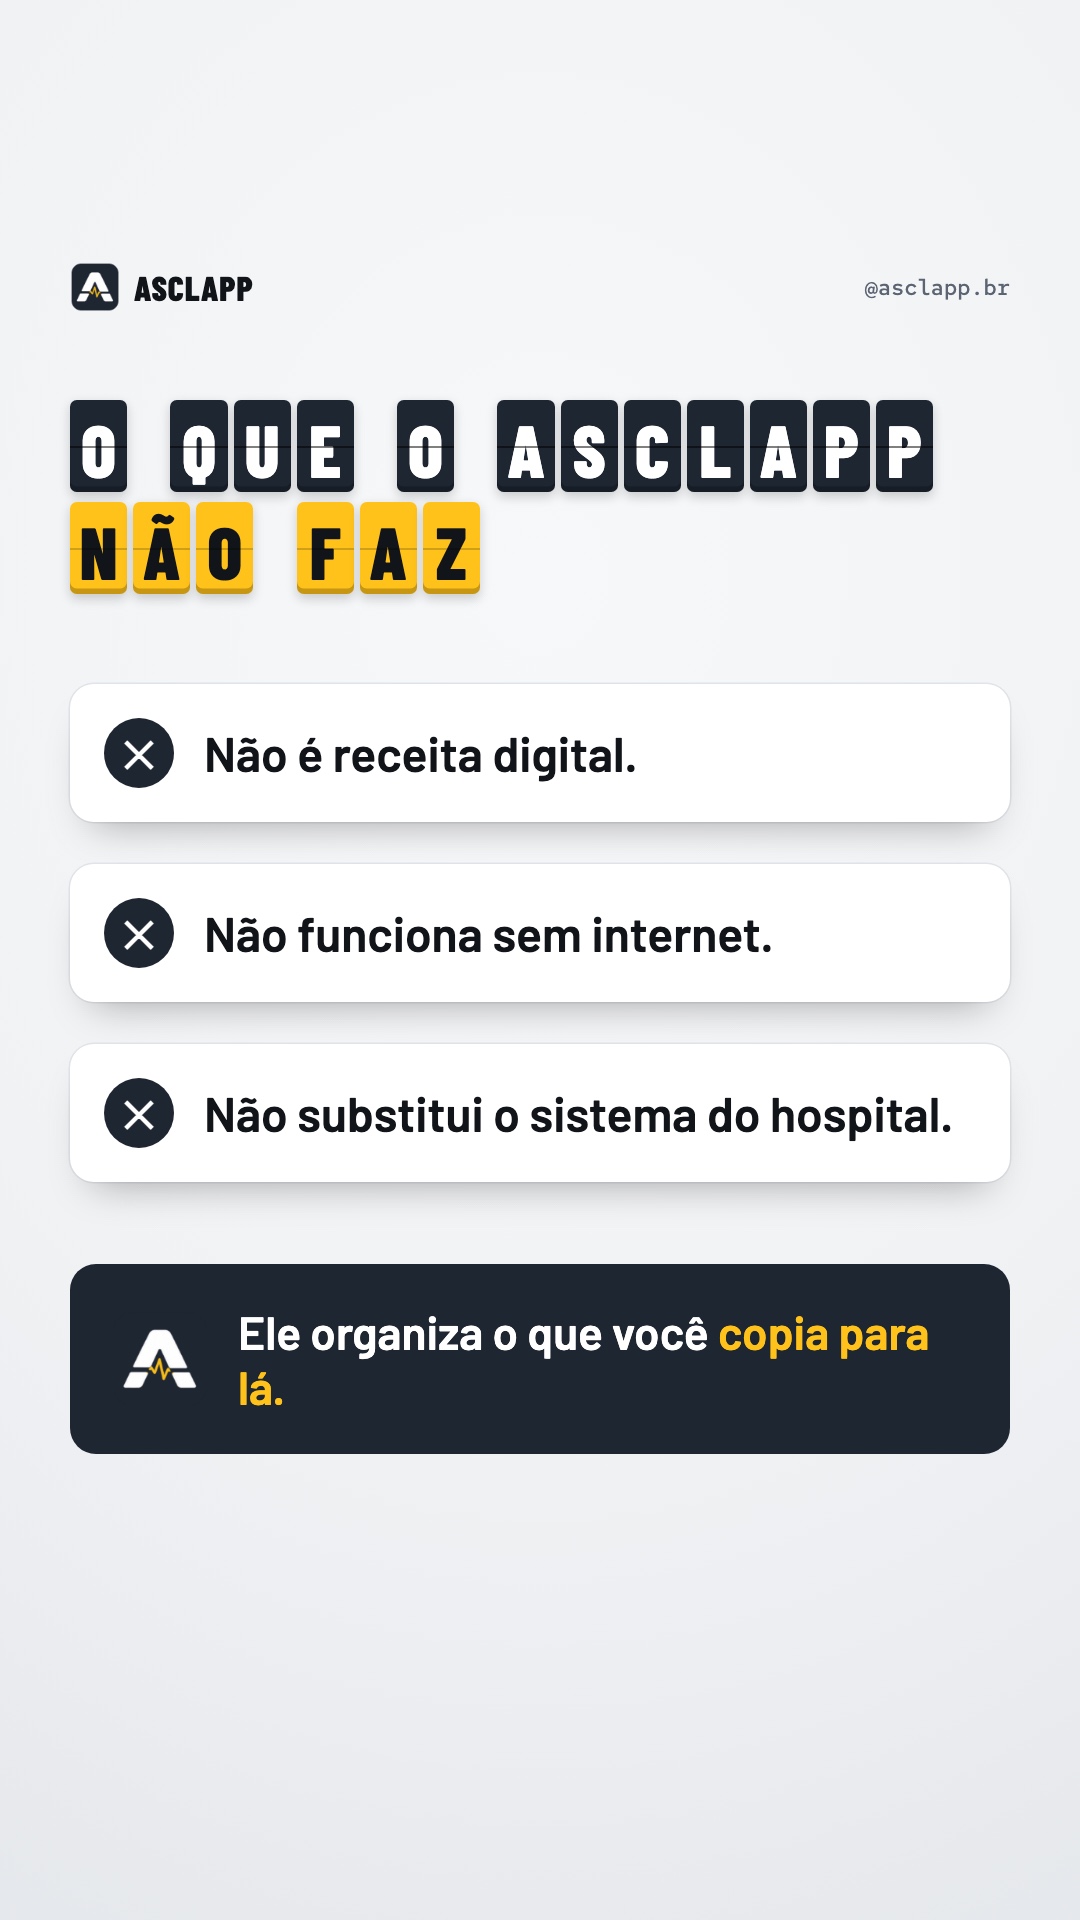 ASCLAPP
@asclapp.br
O QUE O ASCLAPP
NÃO FAZ
Não é receita digital.
Não funciona sem internet.
Não substitui o sistema do hospital.
Ele organiza o que você copia para
lá.